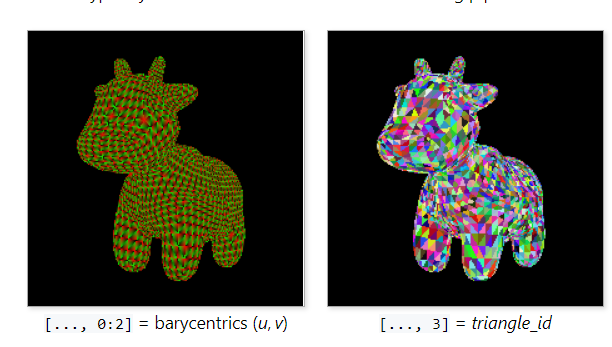 [..., 0:2] = barycentrics (u, v)
[..., 3] = triangle_id